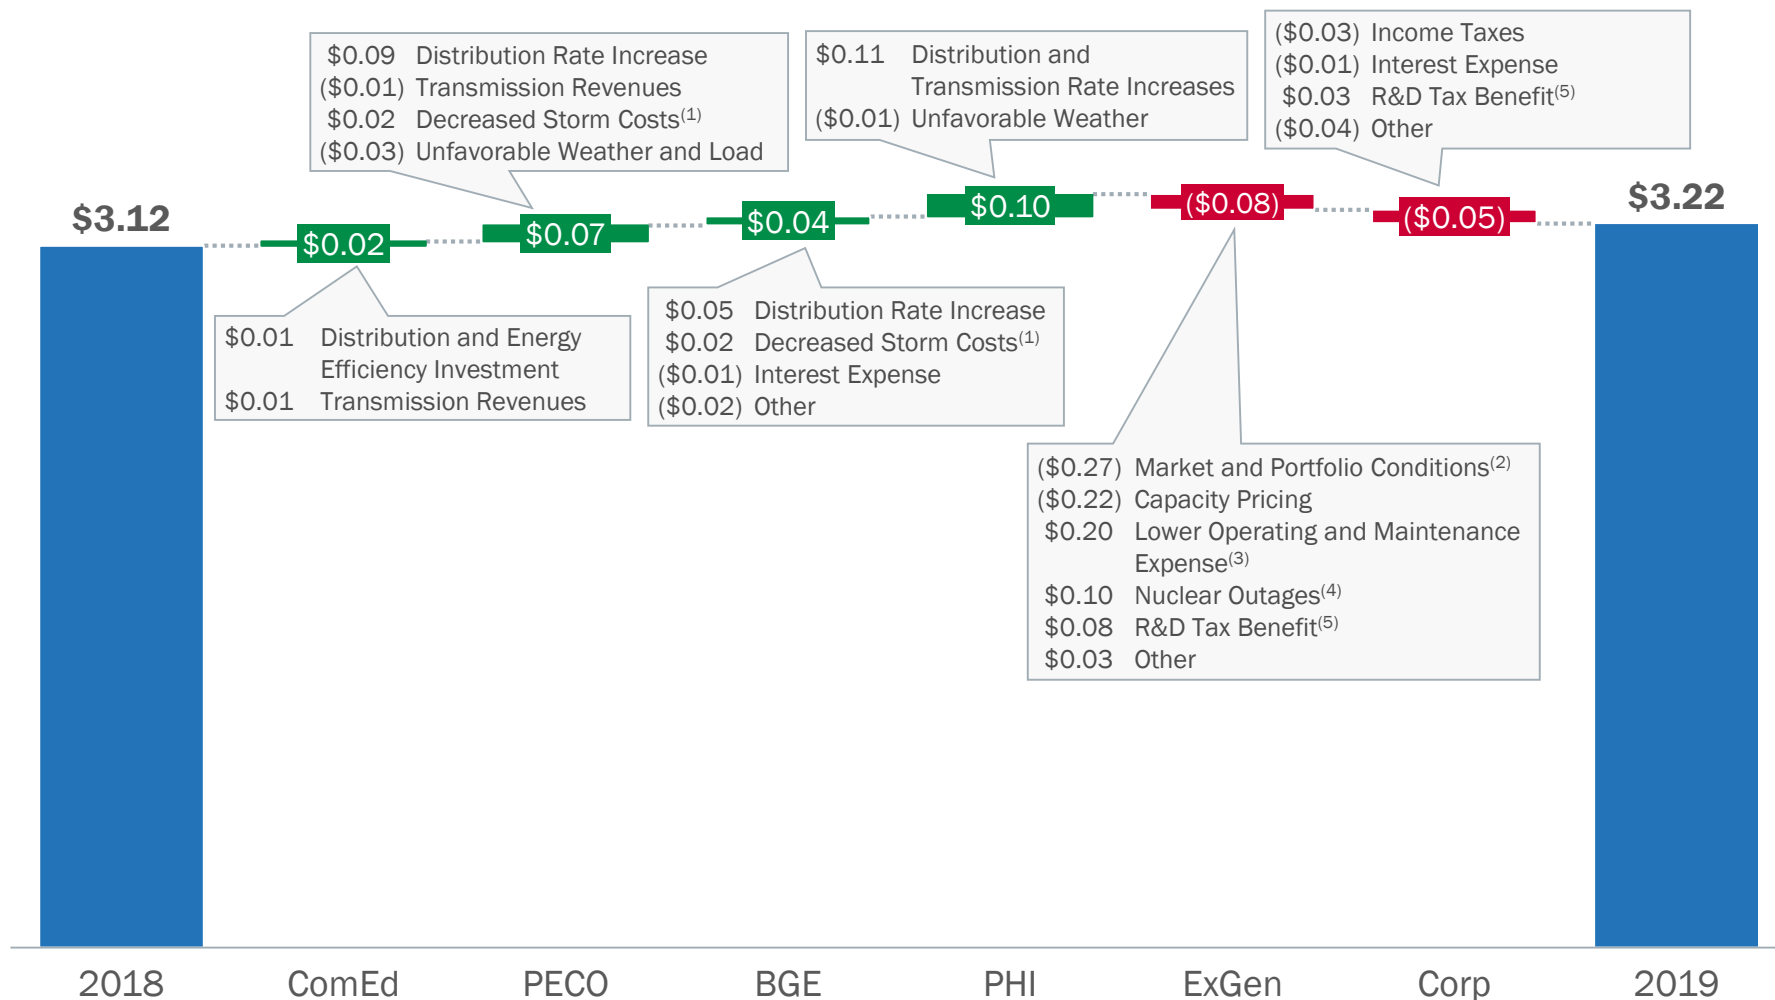 $0.09 Distribution Rate Increase
($0.01) Transmission Revenues
$0.02 Decreased Storm Costs(1)
($0.03) Unfavorable Weather and Load
$0.11 Distribution and
Transmission Rate Increases
($0.01) Unfavorable Weather
($0.03) Income Taxes
($0.01) Interest Expense
$0.03 R&D Tax Benefit(5)
($0.04) Other
$3.12
$0.02
$0.07
$0.04
$0.10
($0.08)
($0.05)
$3.22
$0.01 Distribution and Energy
Efficiency Investment
$0.01 Transmission Revenues
$0.05 Distribution Rate Increase
$0.02 Decreased Storm Costs(1)
($0.01) Interest Expense
($0.02) Other
($0.27) Market and Portfolio Conditions(2)
($0.22) Capacity Pricing
$0.20 Lower Operating and Maintenance
Expense(3)
$0.10 Nuclear Outages(4)
$0.08 R&D Tax Benefit(5)
$0.03 Other
2018
ComEd
PECO
BGE
PHI
ExGen
Corp
2019